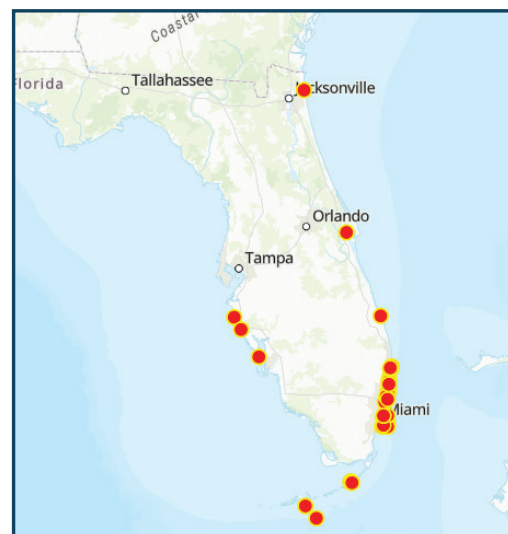 Coastal
Florida
Tallahassee
Jacksonville
Orlando
Tampa
Miami